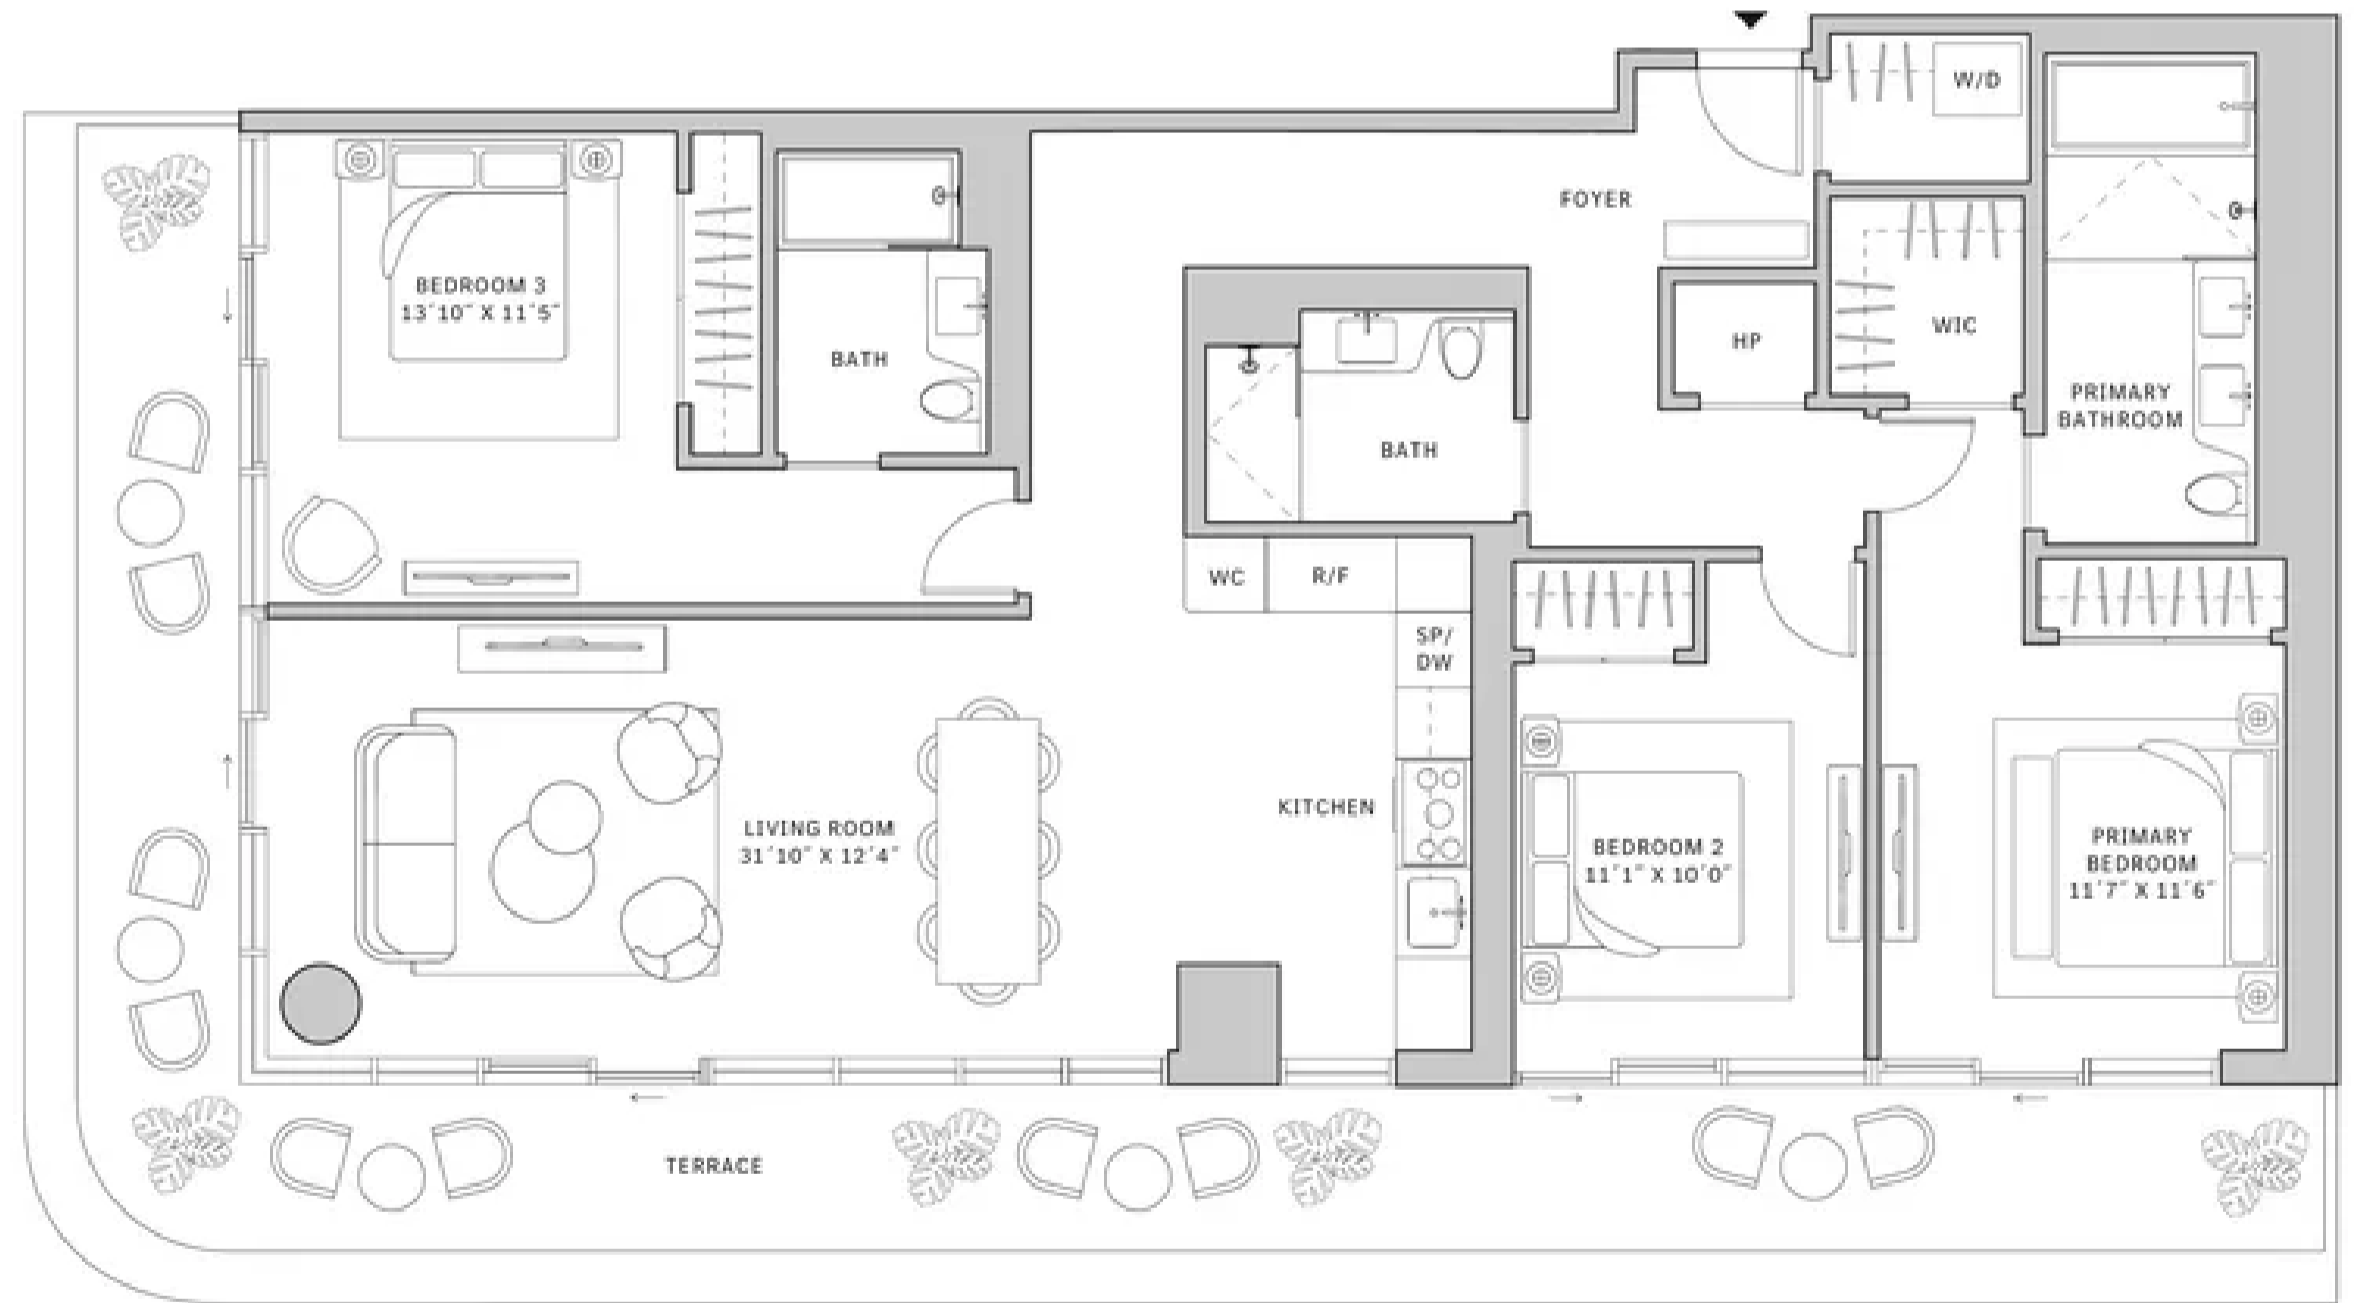 W/D
FOYER
BEDROOM 3
13'10" X 11'5"
BATH
HP
WIC
PRIMARY
BATHROOM
BATH
WC
R/F
SP/
DW
KITCHEN
LIVING ROOM
31'10" X 12'4"
BEDROOM 2
11'1" X 10'0"
PRIMARY
BEDROOM
11'7" X 11'6"
TERRACE